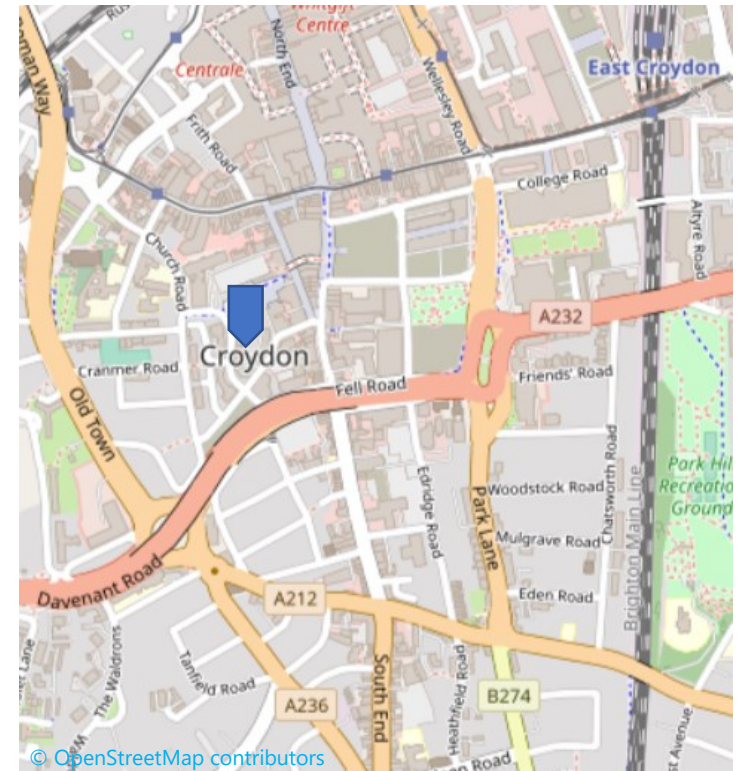 Whitgift
Centre
Roman Way
North End
Centrale
East Croydon
Wellesley Road
Frith Road
College Road
Altyre Road
Church Road
A232
Croydon
Cranmer Road
Fell Road
Friends' Road
Old Town
Chatsworth Road
Park Hill
Recreation
Ground
Edridge Road
Woodstock Road
Park Lane
Mulgrave Road
Brighton Main Line
Davenant Road
A212
Eden Road
The Waldrons
Tanfield Road
South End
Heathfield Road
A236
B274
© OpenStreetMap contributors